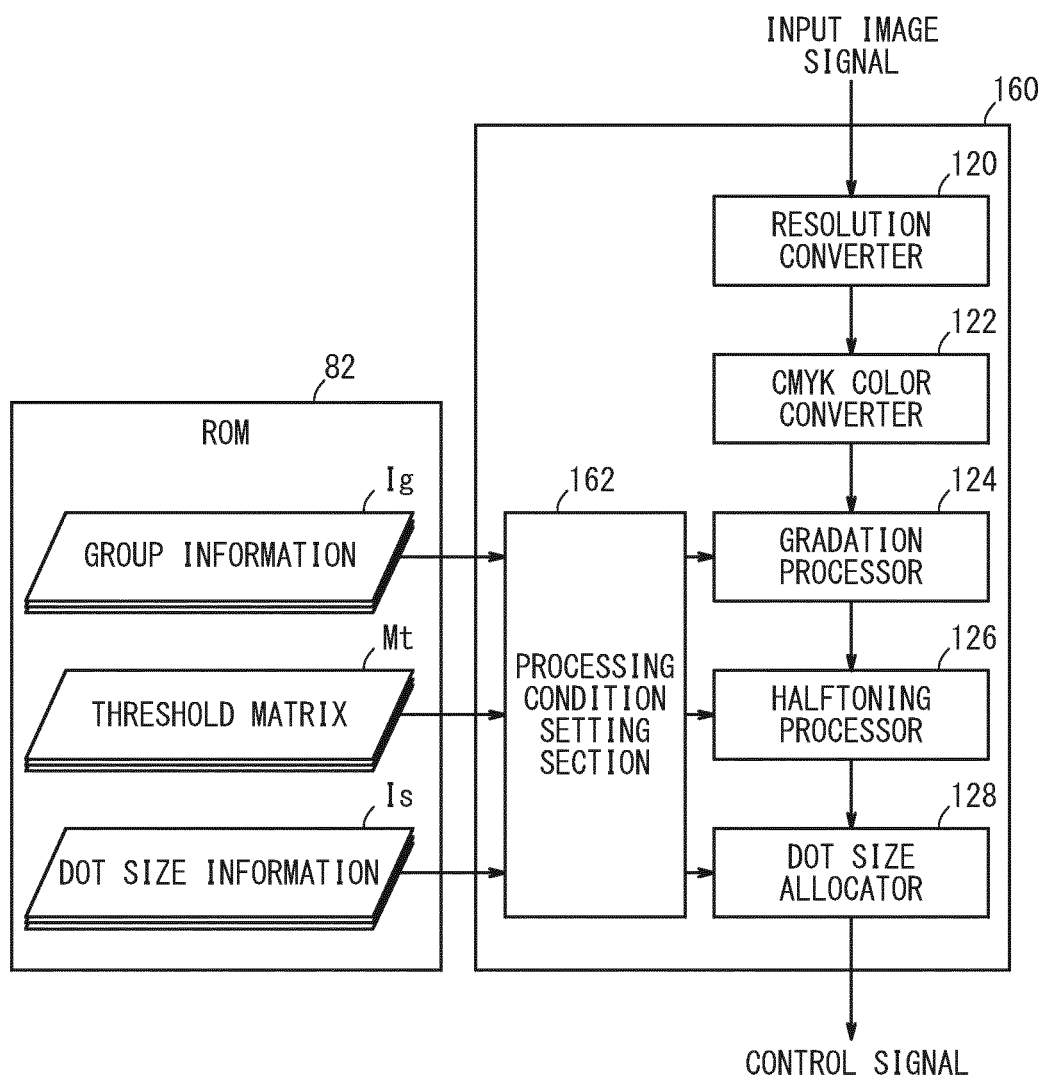 INPUT IMAGE
SIGNAL
160
120
RESOLUTION
CONVERTER
122
CMYK COLOR
CONVERTER
82
ROM
Ig
GROUP INFORMATION
162
PROCESSING
CONDITION
SETTING
SECTION
124
GRADATION
PROCESSOR
Mt
THRESHOLD MATRIX
126
HALFTONING
PROCESSOR
Is
DOT SIZE INFORMATION
128
DOT SIZE
ALLOCATOR
CONTROL SIGNAL